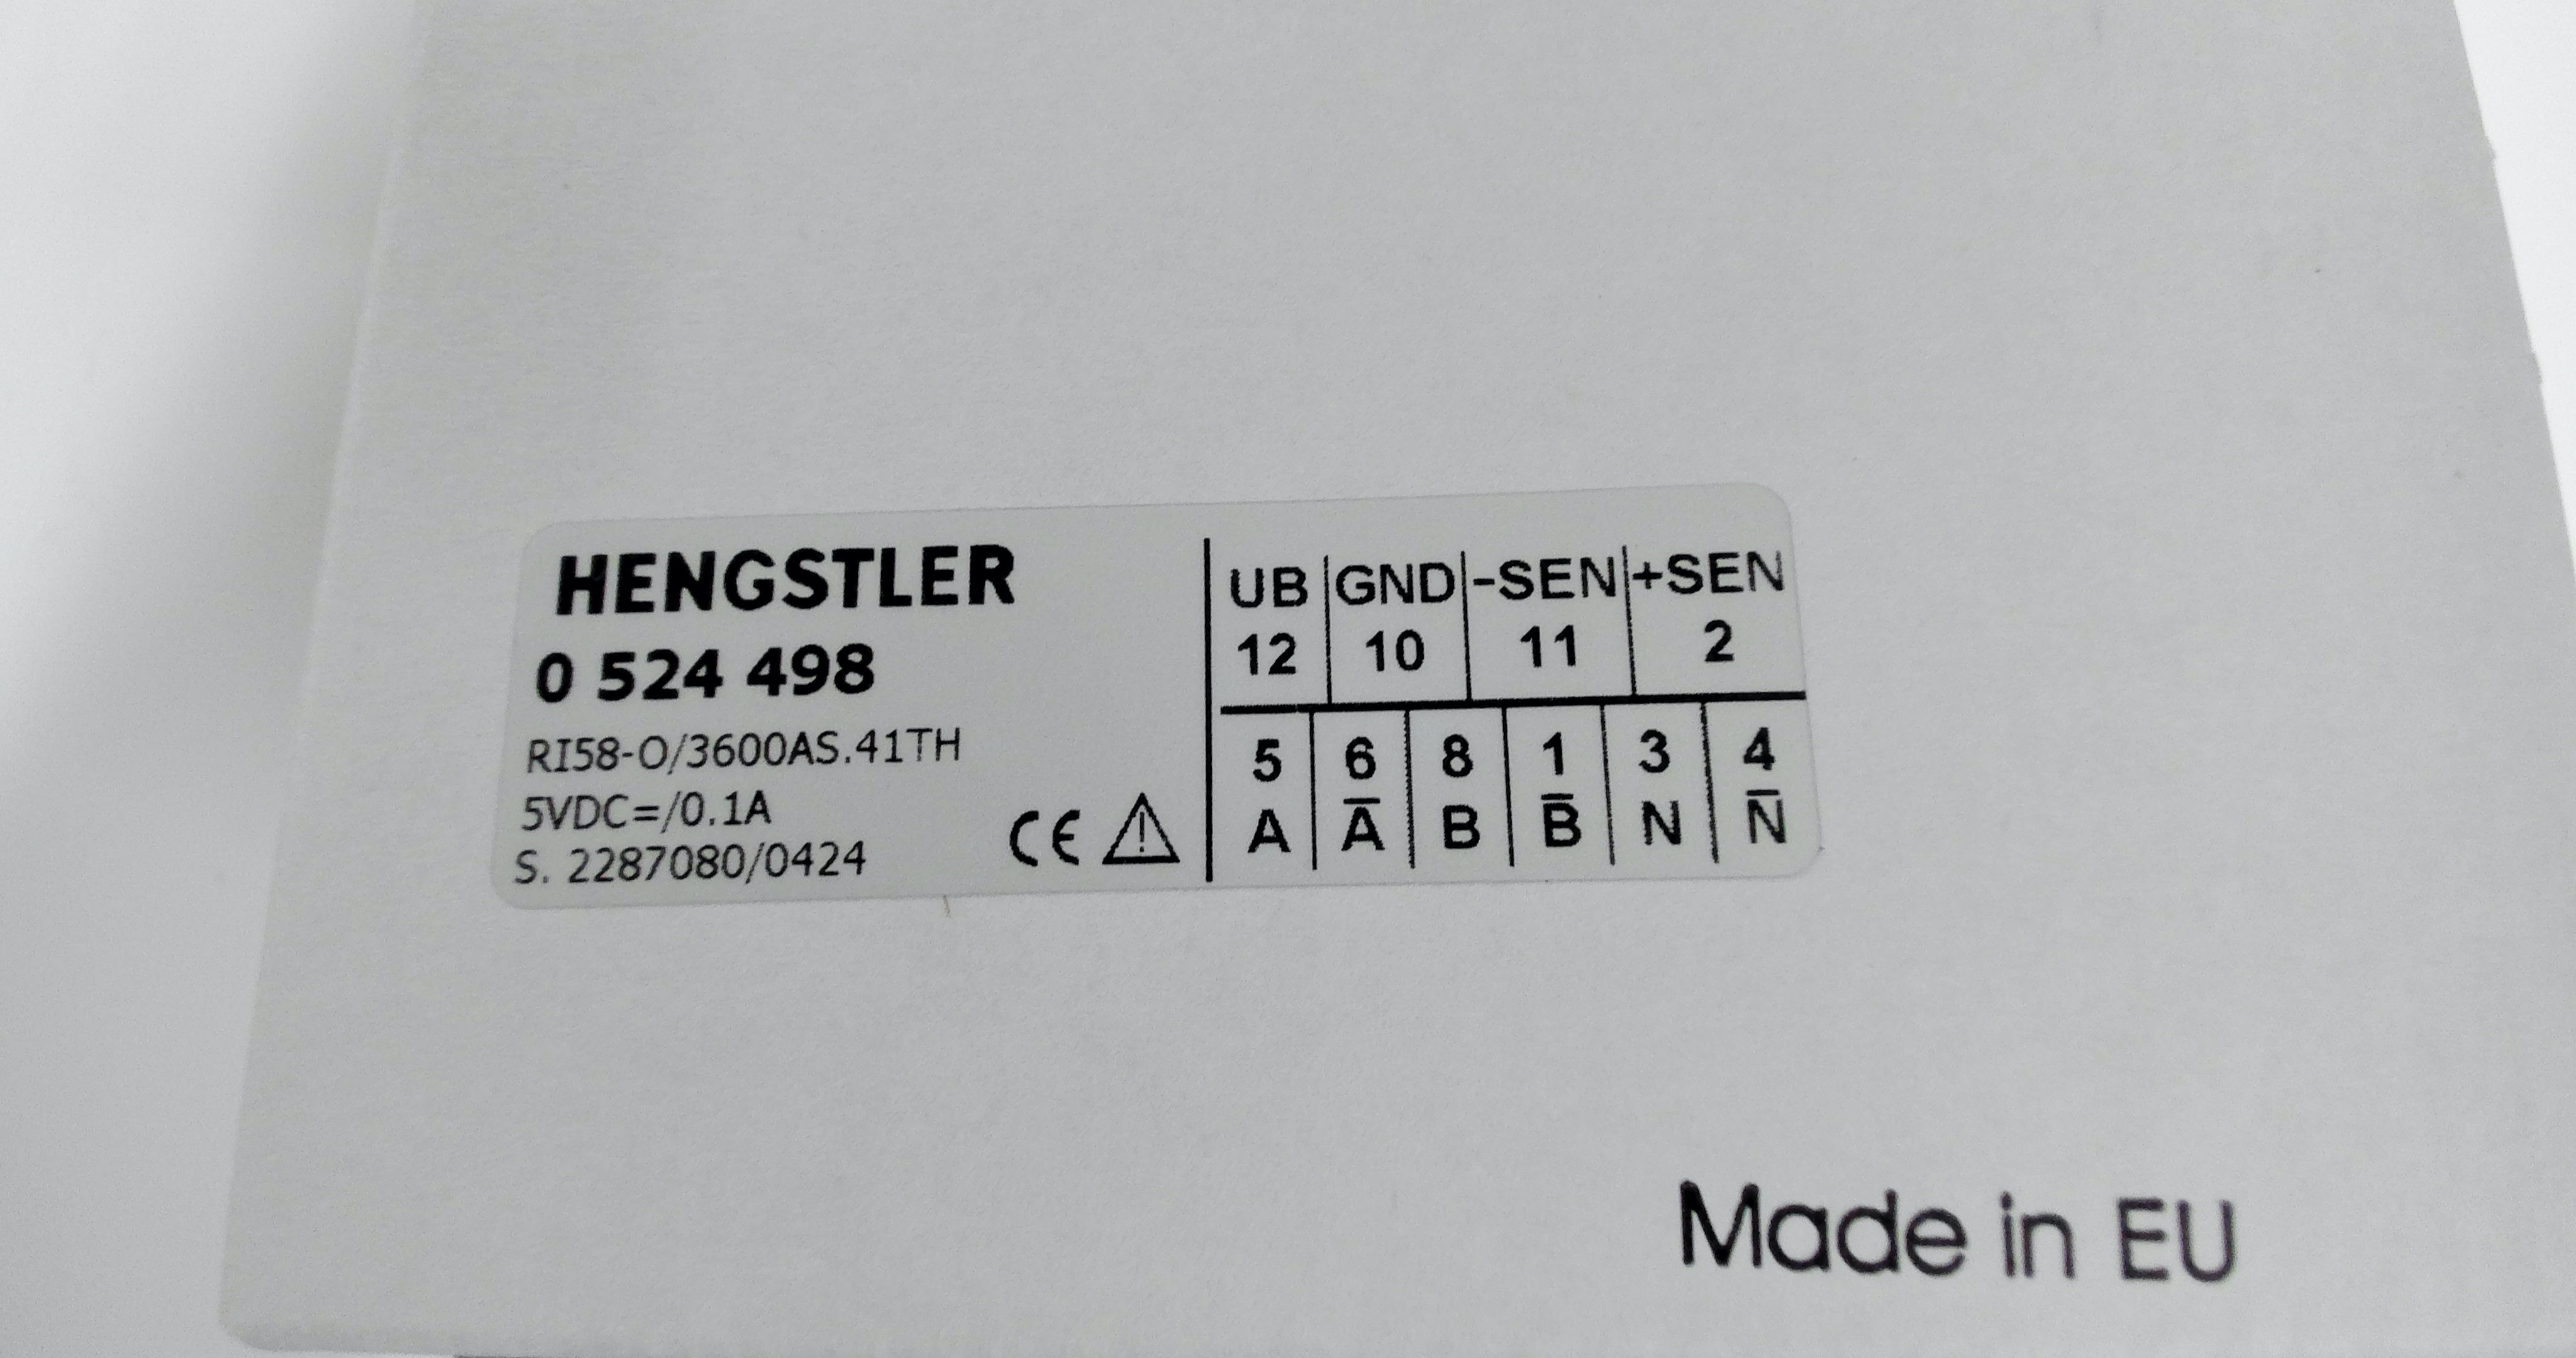 HENGSTLER
0 524 498
RI58-O/3600AS.41TH
5VDC=/0.1A
S. 2287080/0424
CE
UB GND -SEN +SEN
12 10 11 2
5 6 8 1 3 4
A A̅ B B̅ N N̅
Made in EU